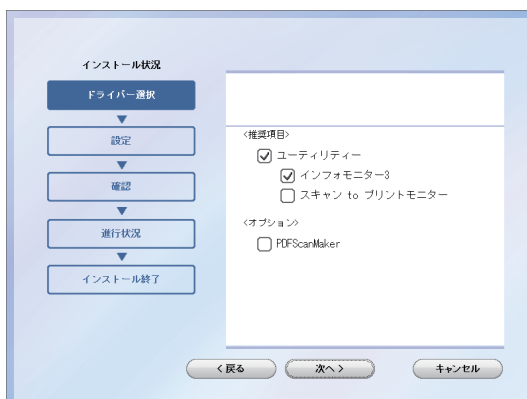 インストール状況
ドライバー選択
設定
確認
進行状況
インストール終了
<推奨項目>
ユーティリティー
インフォモニター3
スキャン to プリントモニター
<オプション>
PDFScanMaker
< 戻る
次へ >
キャンセル